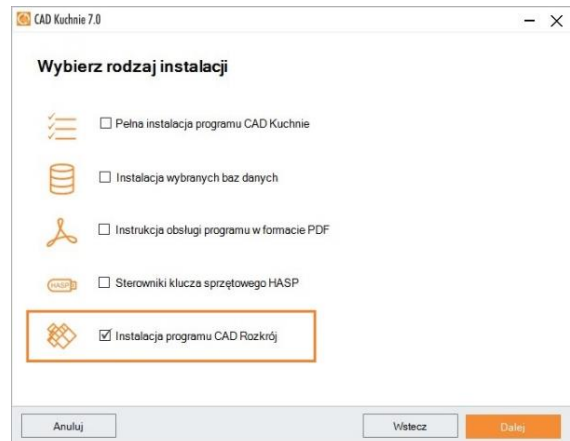 CAD Kuchnie 7.0
Wybierz rodzaj instalacji
Pełna instalacja programu CAD Kuchnie
Instalacja wybranych baz danych
Instrukcja obsługi programu w formacie PDF
HASP
Sterowniki klucza sprzętowego HASP
Instalacja programu CAD Rozkrój
Anuluj
Wstecz
Dalej